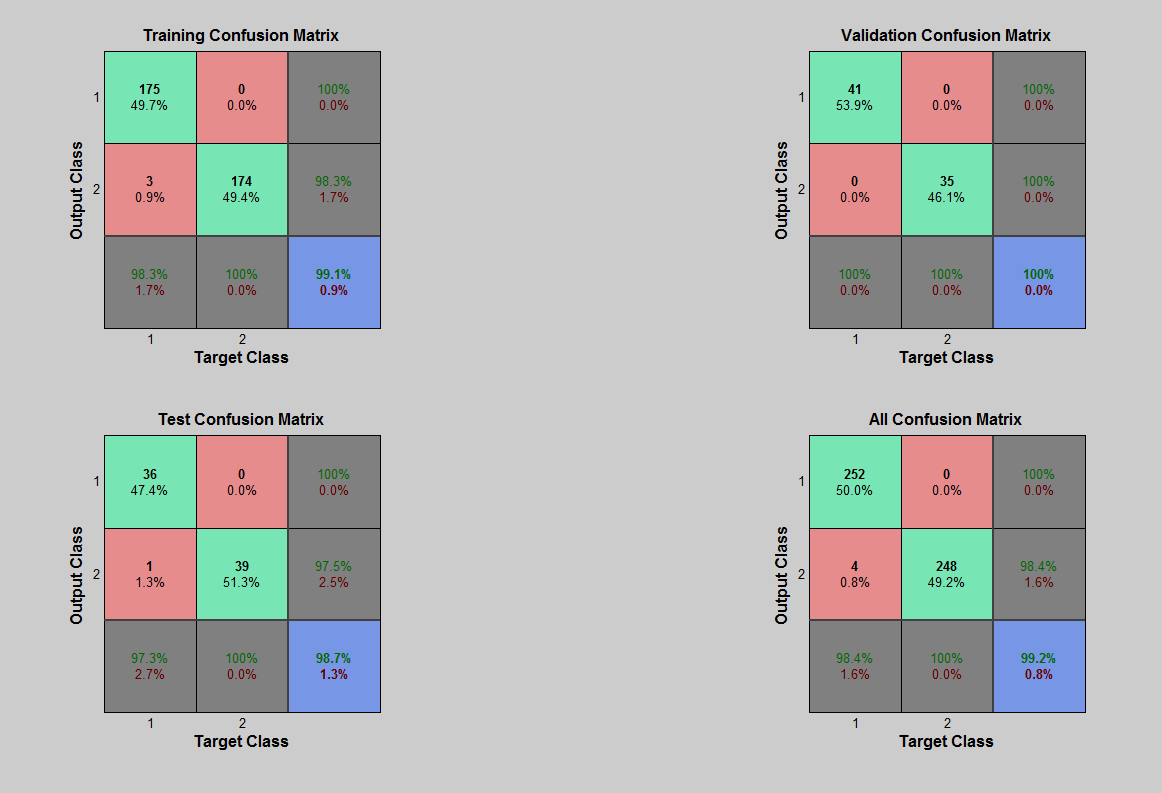 Training Confusion Matrix
175 0 100%
1 49.7% 0.0% 0.0%
3 174 98.3%
2 0.9% 49.4% 1.7%
98.3% 100% 99.1%
1.7% 0.0% 0.9%
1 2
Target Class
Output Class
Validation Confusion Matrix
41 0 100%
1 53.9% 0.0% 0.0%
0 35 100%
2 0.0% 46.1% 0.0%
100% 100% 100%
0.0% 0.0% 0.0%
1 2
Target Class
Output Class
Test Confusion Matrix
36 0 100%
1 47.4% 0.0% 0.0%
1 39 97.5%
2 1.3% 51.3% 2.5%
97.3% 100% 98.7%
2.7% 0.0% 1.3%
1 2
Target Class
Output Class
All Confusion Matrix
252 0 100%
1 50.0% 0.0% 0.0%
4 248 98.4%
2 0.8% 49.2% 1.6%
98.4% 100% 99.2%
1.6% 0.0% 0.8%
1 2
Target Class
Output Class